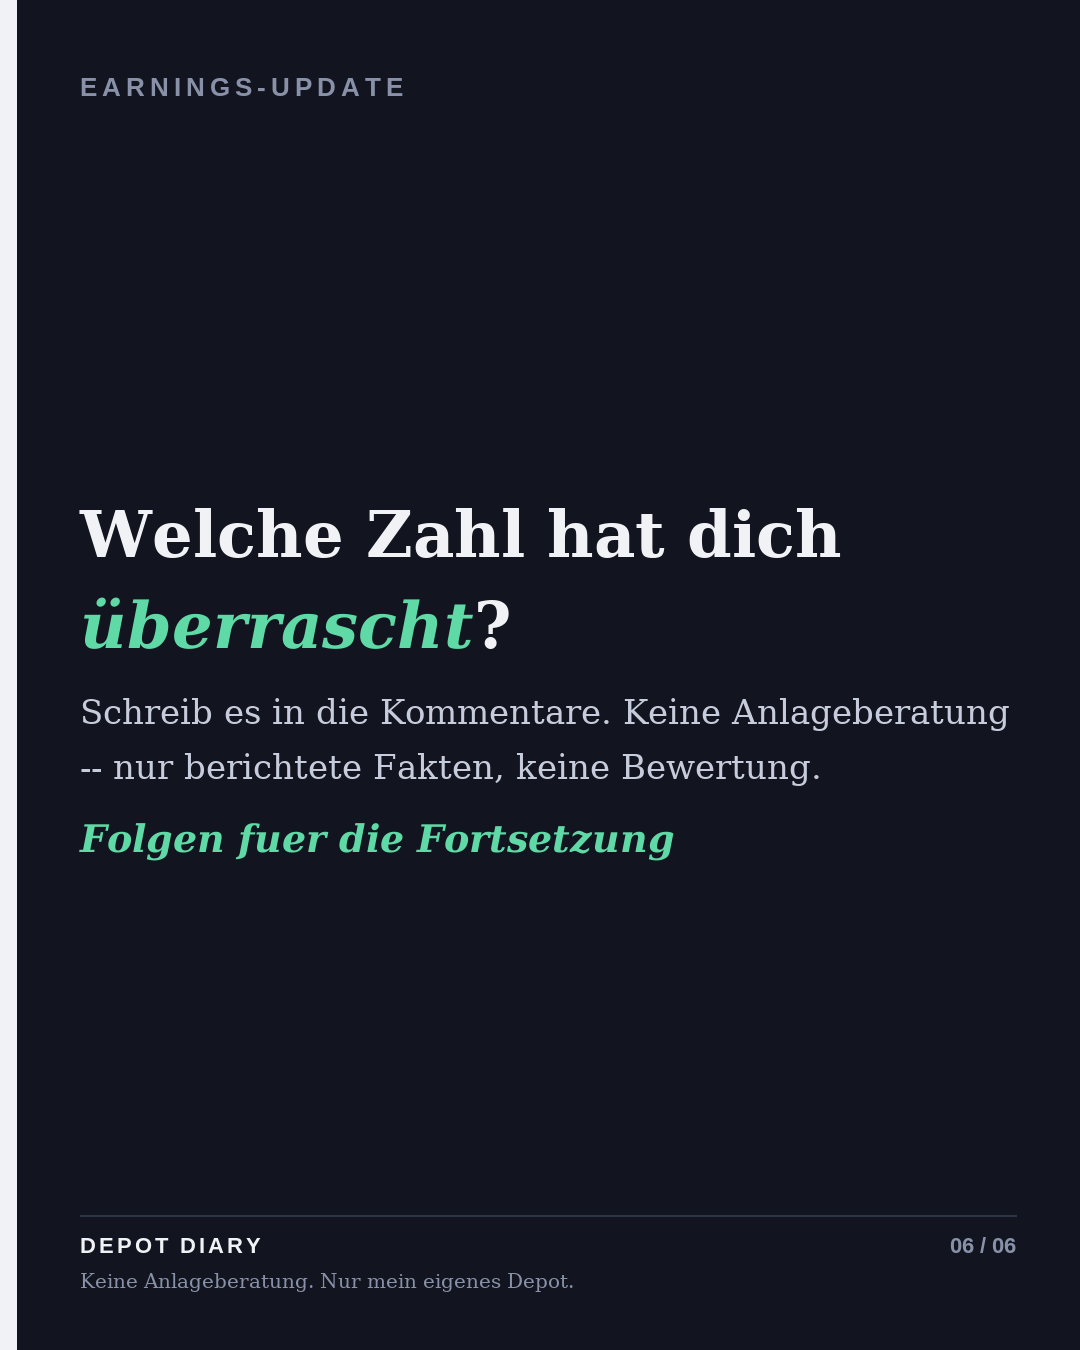 EARNINGS-UPDATE
Welche Zahl hat dich
überrascht?
Schreib es in die Kommentare. Keine Anlageberatung
-- nur berichtete Fakten, keine Bewertung.
Folgen fuer die Fortsetzung
DEPOT DIARY
06 / 06
Keine Anlageberatung. Nur mein eigenes Depot.